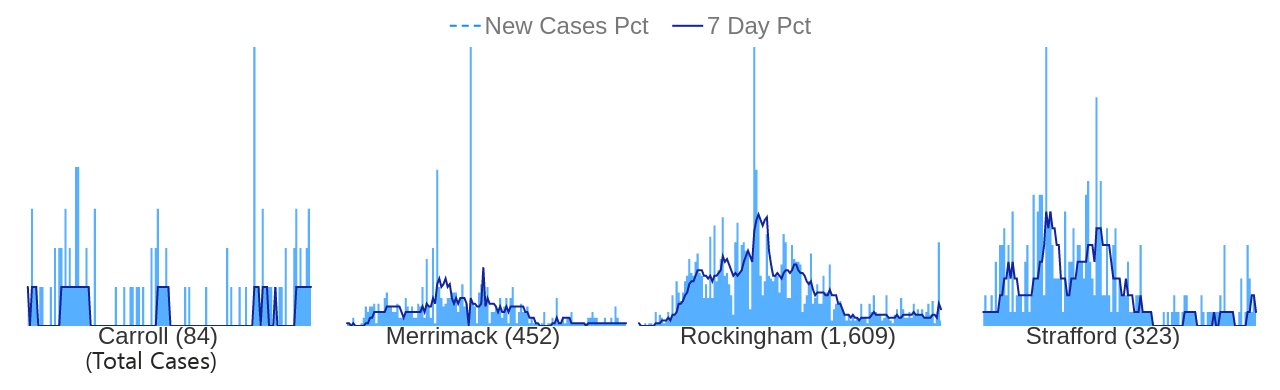 New Cases Pct 7 Day Pct
Carroll (84) Merrimack (452) Rockingham (1,609) Strafford (323)
(Total Cases)